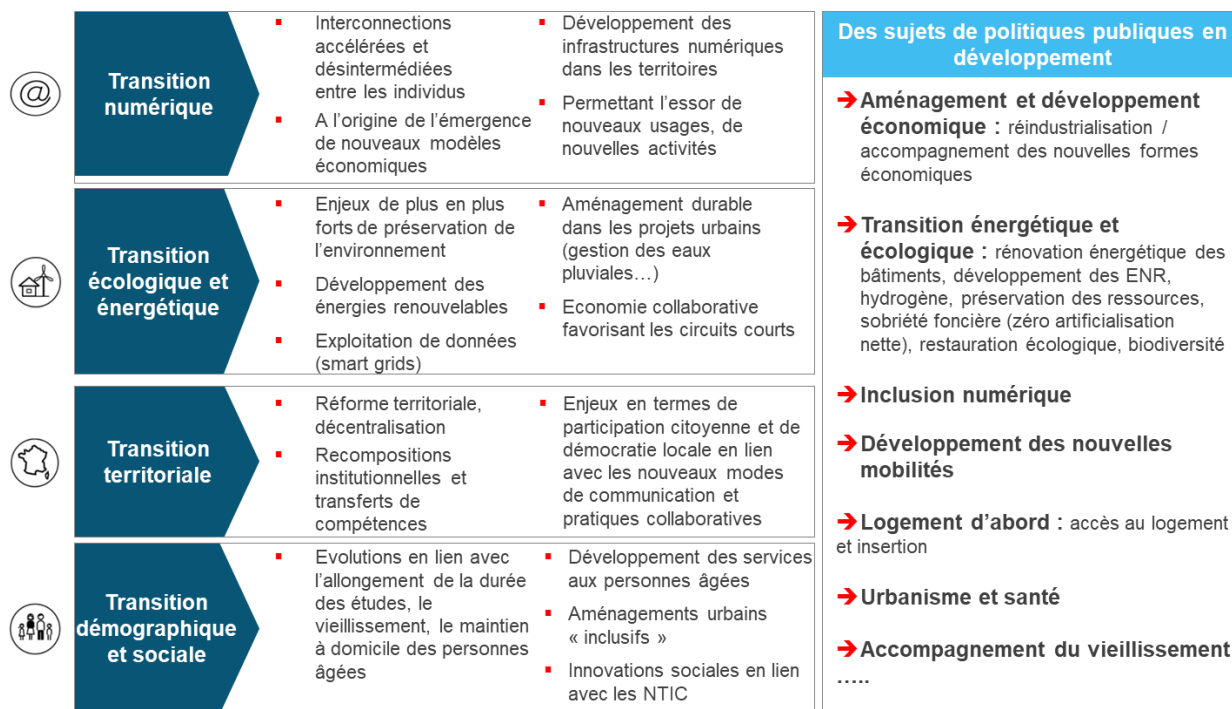 @
Transition
numérique
Interconnections
accélérées et
désintermédiées
entre les individus
A l’origine de l’émergence
de nouveaux modèles
économiques
Développement des
infrastructures numériques
dans les territoires
Permettant l’essor de
nouveaux usages, de
nouvelles activités
Transition
écologique et
énergétique
Enjeux de plus en plus
forts de préservation de
l’environnement
Développement des
énergies renouvelables
Exploitation de données
(smart grids)
Aménagement durable
dans les projets urbains
(gestion des eaux
pluviales…)
Economie collaborative
favorisant les circuits courts
Transition
territoriale
Réforme territoriale,
décentralisation
Recompositions
institutionnelles et
transferts de
compétences
Enjeux en termes de
participation citoyenne et de
démocratie locale en lien
avec les nouveaux modes
de communication et
pratiques collaboratives
Transition
démographique
et sociale
Evolutions en lien avec
l’allongement de la durée
des études, le
vieillissement, le maintien
à domicile des personnes
âgées
Développement des services
aux personnes âgées
Aménagements urbains
« inclusifs »
Innovations sociales en lien
avec les NTIC
Des sujets de politiques publiques en
développement
➔Aménagement et développement
économique : réindustrialisation /
accompagnement des nouvelles formes
économiques
➔Transition énergétique et
écologique : rénovation énergétique des
bâtiments, développement des ENR,
hydrogène, préservation des ressources,
sobriété foncière (zéro artificialisation
nette), restauration écologique, biodiversité
➔Inclusion numérique
➔Développement des nouvelles
mobilités
➔Logement d’abord : accès au logement
et insertion
➔Urbanisme et santé
➔Accompagnement du vieillissement
…..